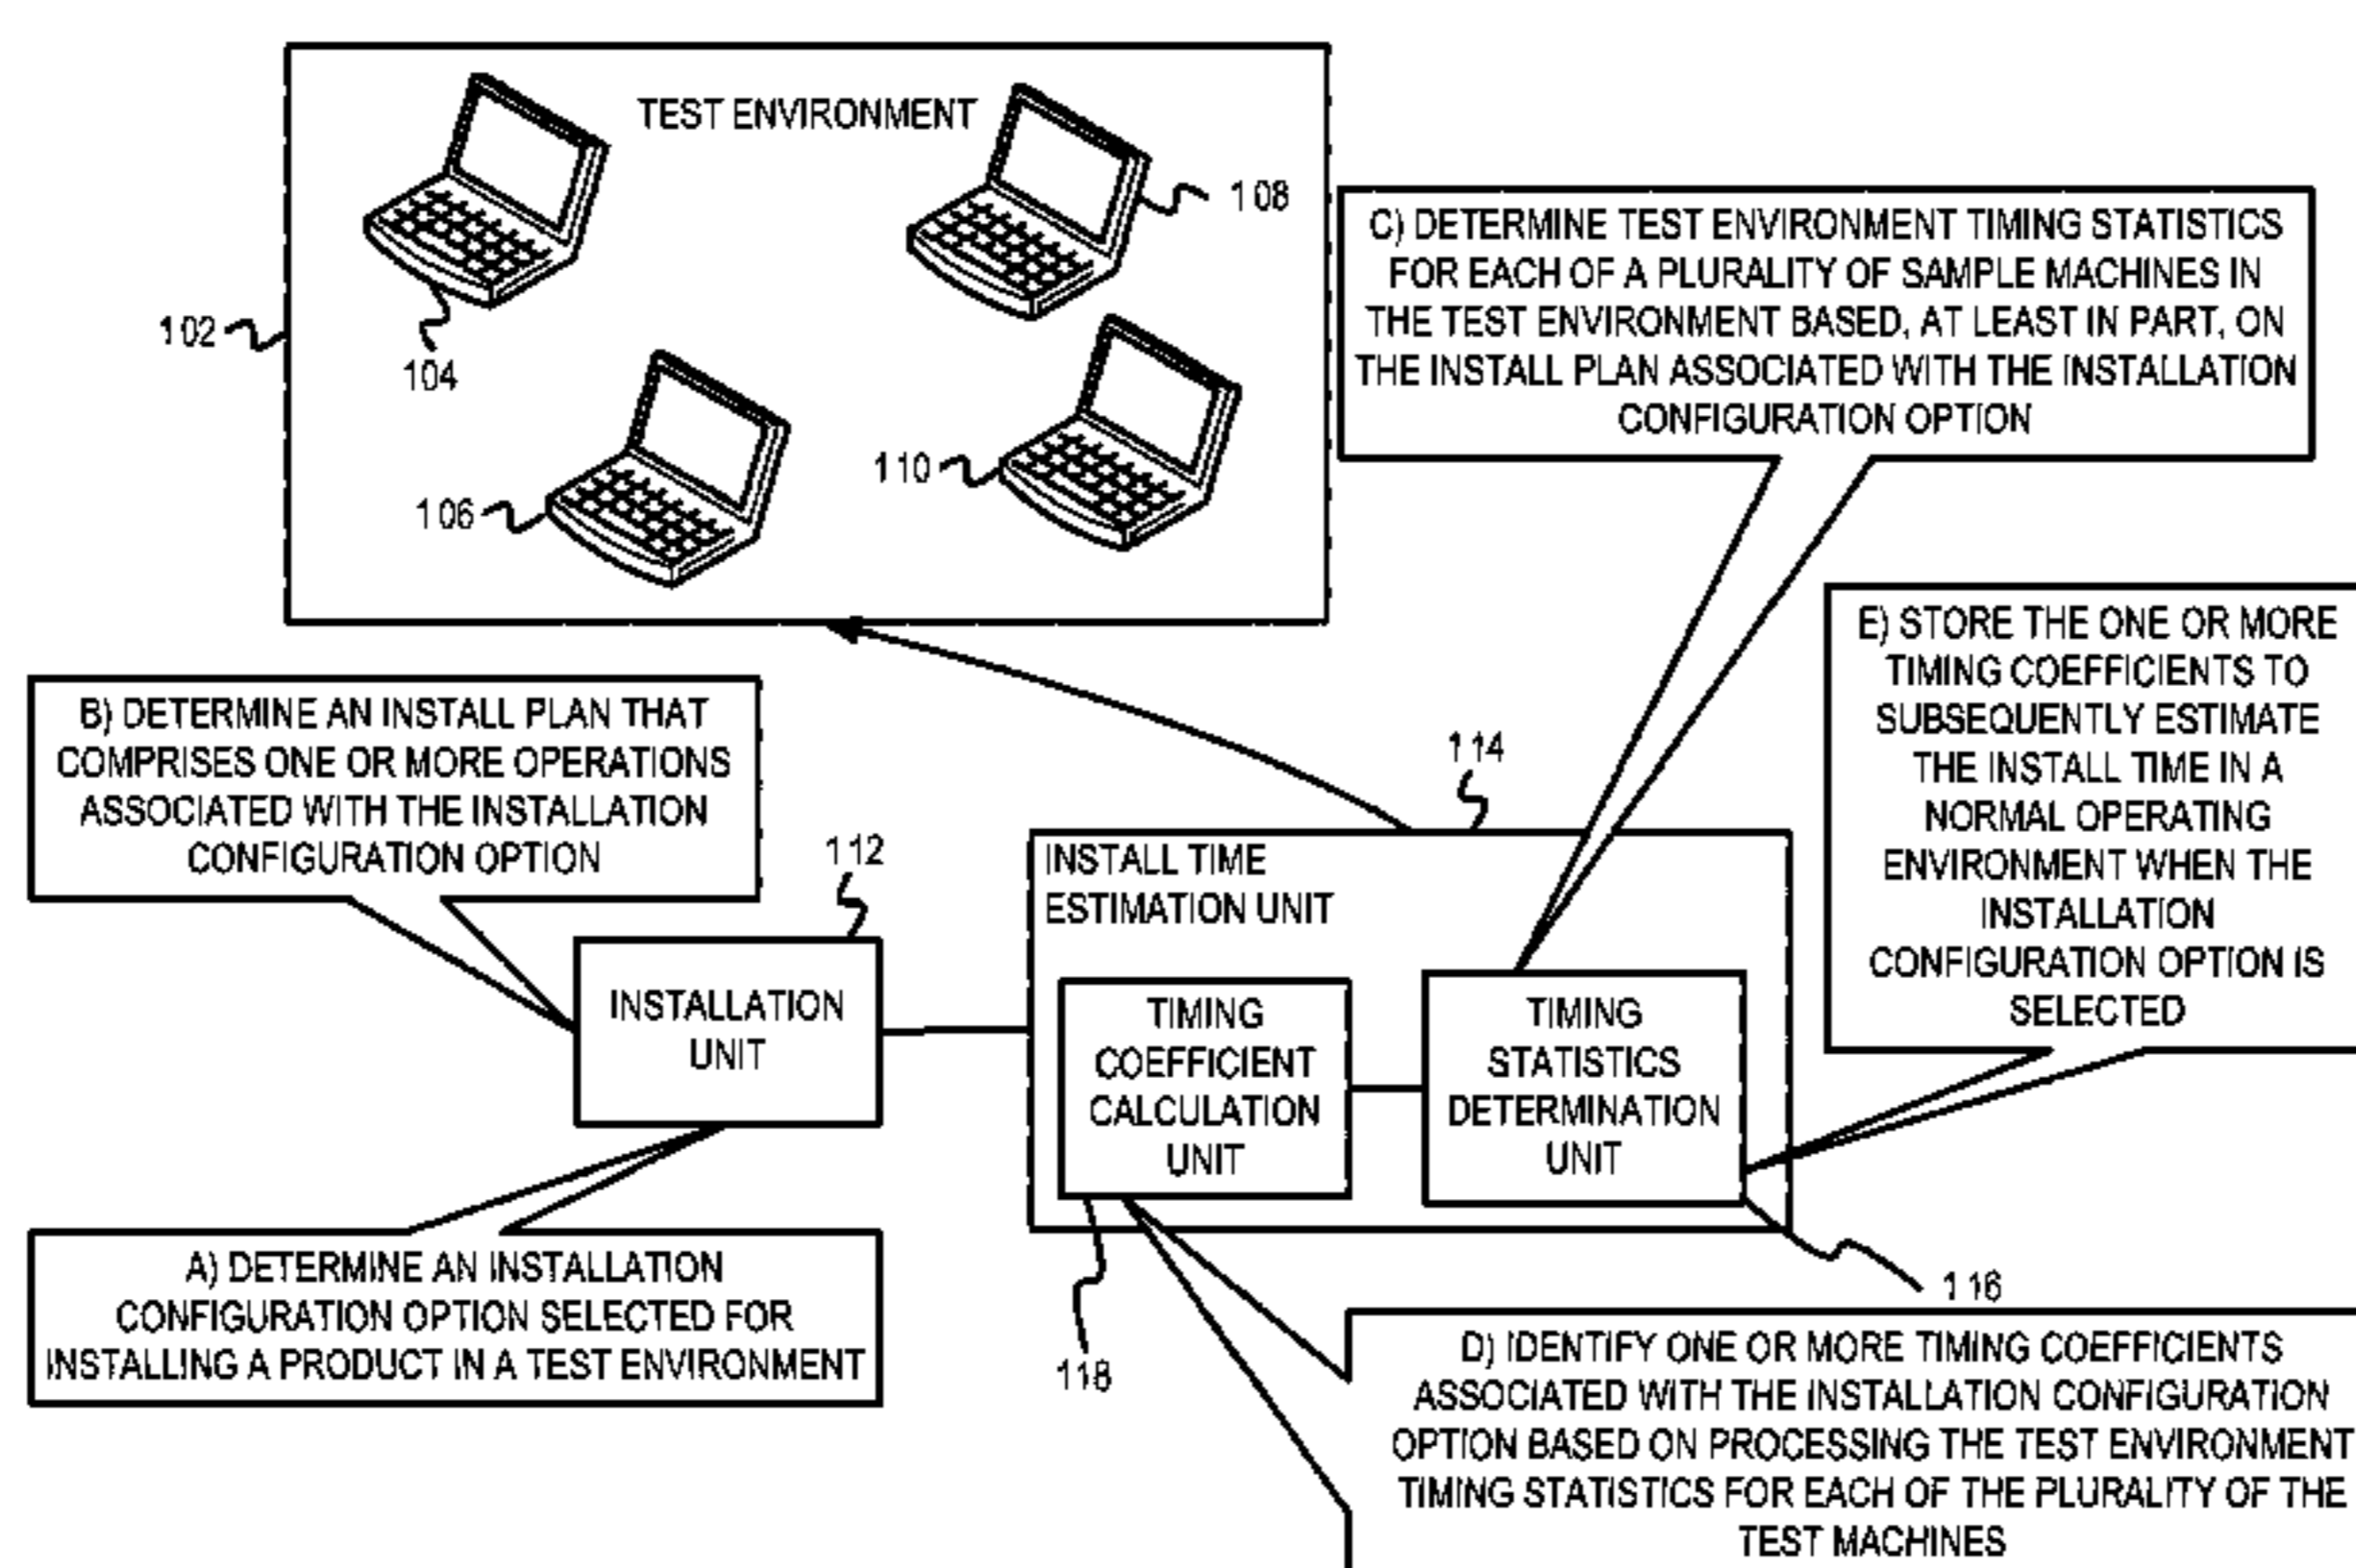 TEST ENVIRONMENT
108
102
104
106
110
C) DETERMINE TEST ENVIRONMENT TIMING STATISTICS
FOR EACH OF A PLURALITY OF SAMPLE MACHINES IN
THE TEST ENVIRONMENT BASED, AT LEAST IN PART, ON
THE INSTALL PLAN ASSOCIATED WITH THE INSTALLATION
CONFIGURATION OPTION
B) DETERMINE AN INSTALL PLAN THAT
COMPRISES ONE OR MORE OPERATIONS
ASSOCIATED WITH THE INSTALLATION
CONFIGURATION OPTION
E) STORE THE ONE OR MORE
TIMING COEFFICIENTS TO
SUBSEQUENTLY ESTIMATE
THE INSTALL TIME IN A
NORMAL OPERATING
ENVIRONMENT WHEN THE
INSTALLATION
CONFIGURATION OPTION IS
SELECTED
112
114
INSTALLATION
UNIT
INSTALL TIME
ESTIMATION UNIT
TIMING
COEFFICIENT
CALCULATION
UNIT
TIMING
STATISTICS
DETERMINATION
UNIT
A) DETERMINE AN INSTALLATION
CONFIGURATION OPTION SELECTED FOR
INSTALLING A PRODUCT IN A TEST ENVIRONMENT
118
116
D) IDENTIFY ONE OR MORE TIMING COEFFICIENTS
ASSOCIATED WITH THE INSTALLATION CONFIGURATION
OPTION BASED ON PROCESSING THE TEST ENVIRONMENT
TIMING STATISTICS FOR EACH OF THE PLURALITY OF THE
TEST MACHINES